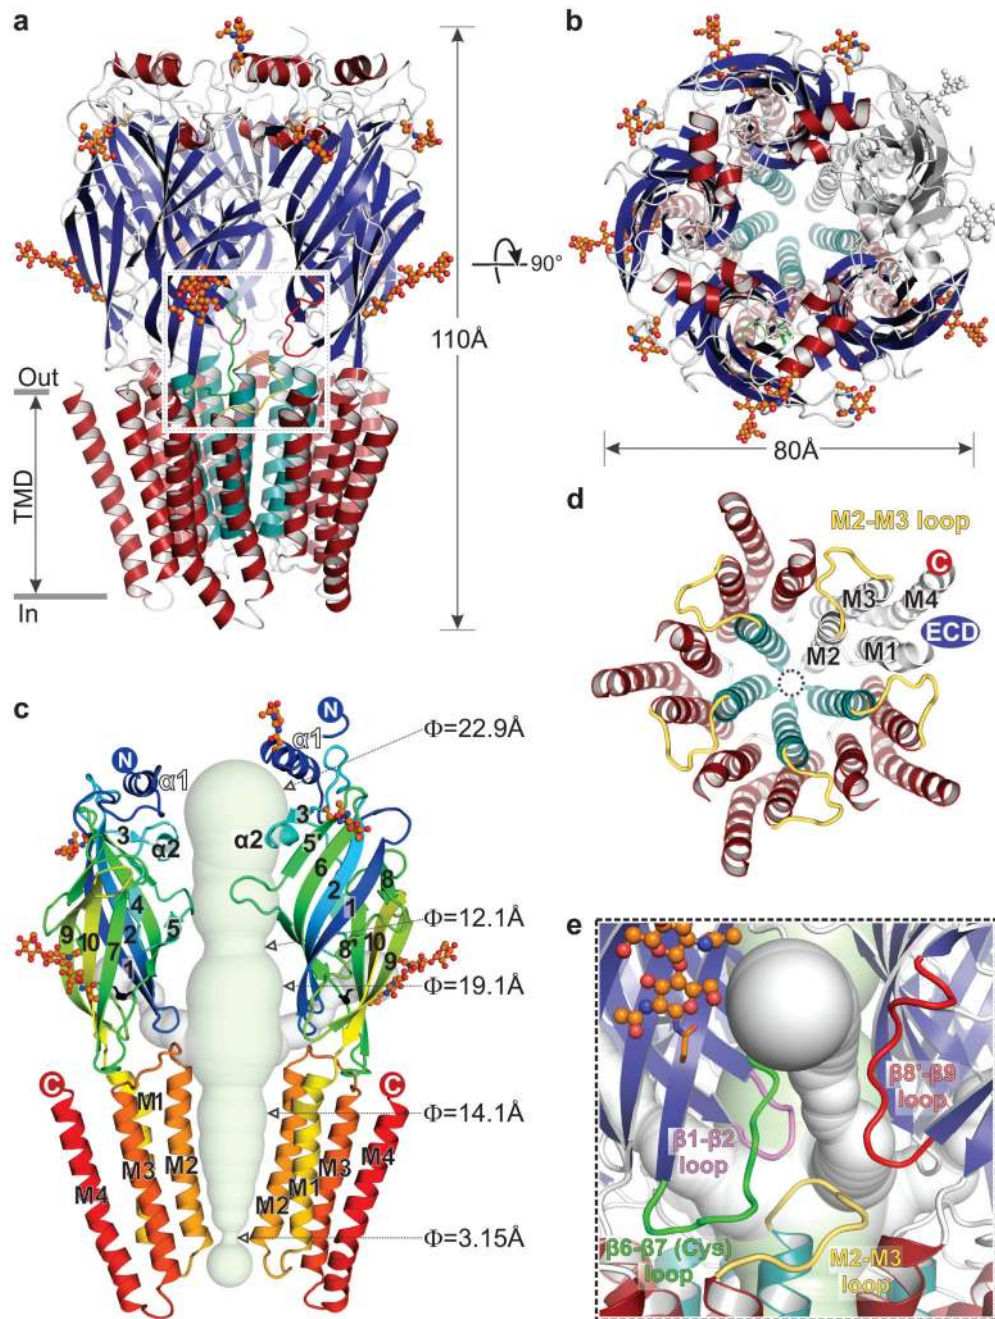 a
b
110Å
90°
Out
TMD
In
80Å
d
M2-M3 loop
C
M3
M4
ECD
M2
M1
c
N
α1
N
α1
Φ=22.9Å
3
α2
3
α2
5'
6
2
1
8
4
5
9
10
7
2
1
8'
10
9
Φ=12.1Å
Φ=19.1Å
C
C
M1
M3
M2
M4
Φ=14.1Å
M2
M1
M3
M4
Φ=3.15Å
e
β8'-β9
loop
β1-β2
loop
β6-β7 (Cys)
loop
M2-M3
loop